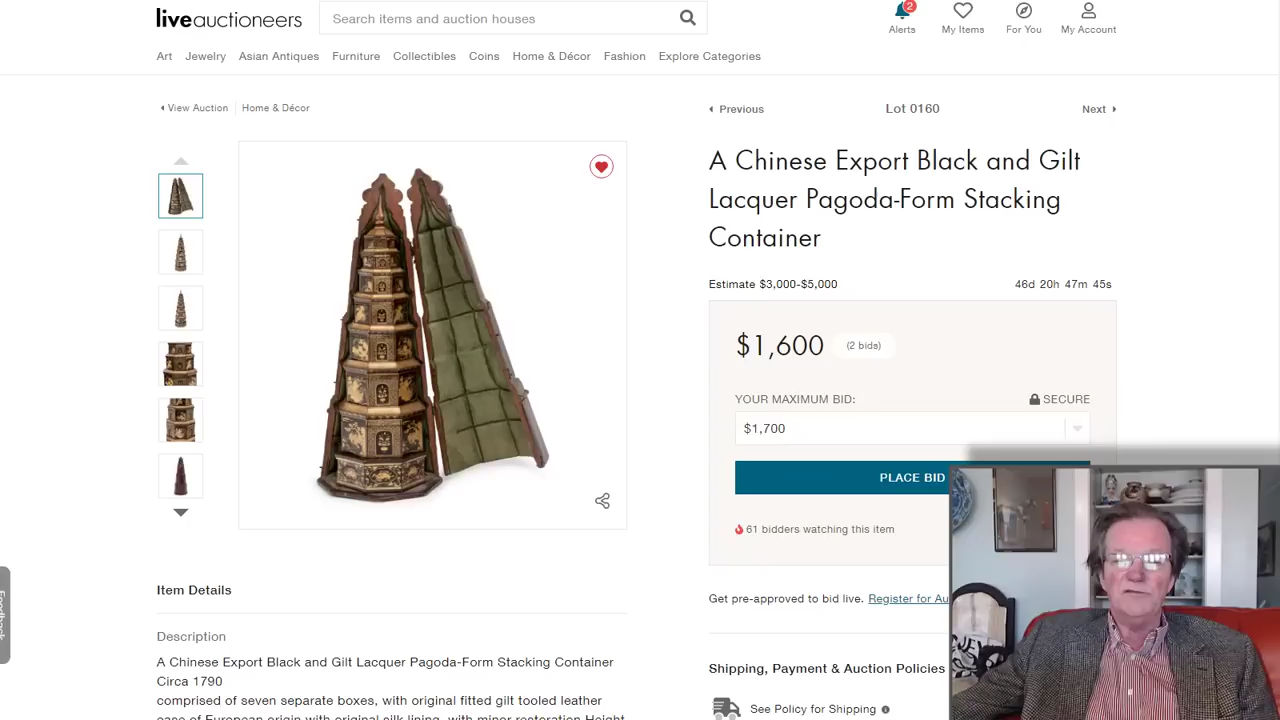 liveauctioneers
Search items and auction houses
2
Alerts
My Items
For You
My Account
Art
Jewelry
Asian Antiques
Furniture
Collectibles
Coins
Home & Décor
Fashion
Explore Categories
View Auction
Home & Décor
Previous
Lot 0160
Next
A Chinese Export Black and Gilt
Lacquer Pagoda-Form Stacking
Container
Estimate $3,000-$5,000
46d 20h 47m 45s
$1,600
(2 bids)
YOUR MAXIMUM BID:
SECURE
$1,700
PLACE BID
61 bidders watching this item
Get pre-approved to bid live. Register for Au
Shipping, Payment & Auction Policies
See Policy for Shipping
Feedback
Item Details
Description
A Chinese Export Black and Gilt Lacquer Pagoda-Form Stacking Container
Circa 1790
comprised of seven separate boxes, with original fitted gilt tooled leather
case of European origin with original silk lining, with minor restoration Height